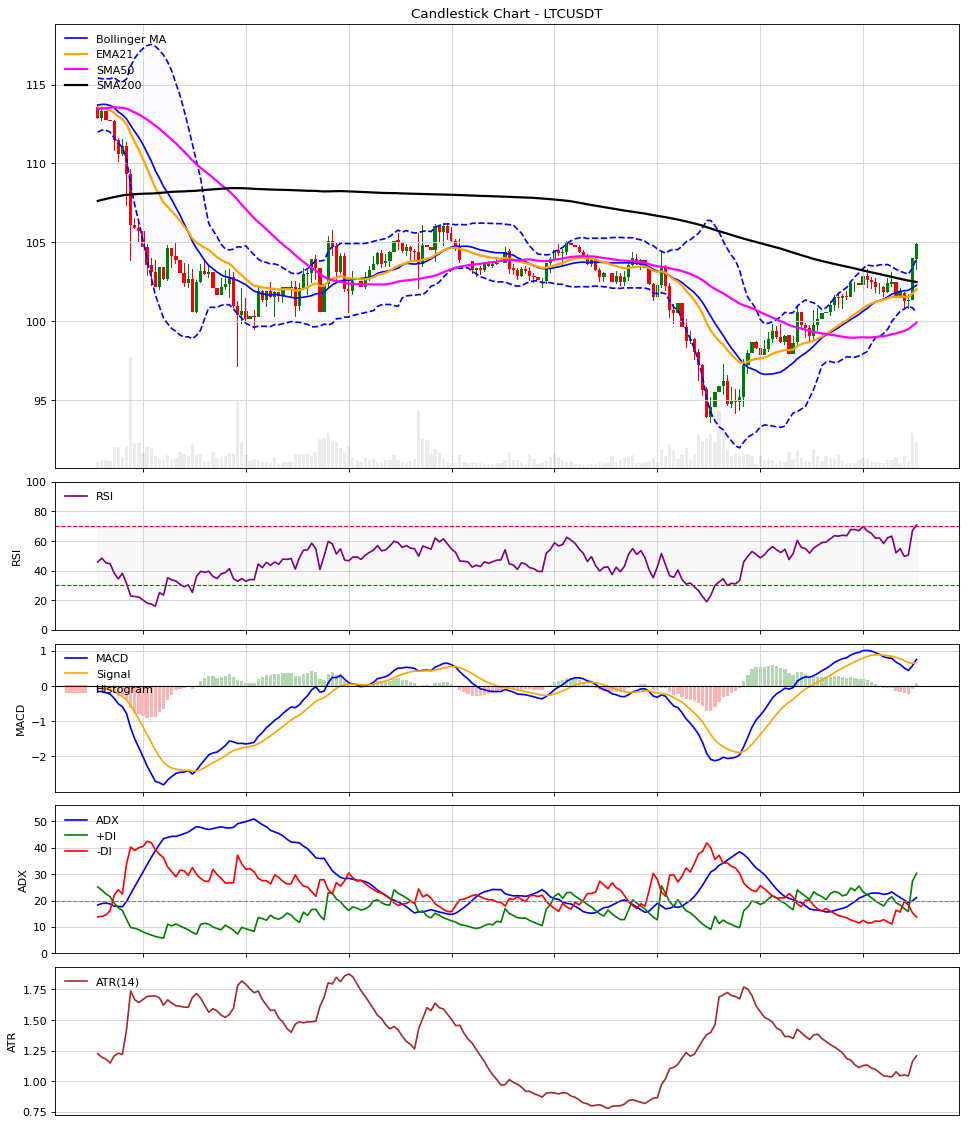 Candlestick Chart - LTCUSDT
Bollinger MA
EMA21
SMA50
SMA200
115
110
105
100
95
RSI
100
80
60
40
20
0
RSI
MACD
Signal
Histogram
1
0
−1
−2
MACD
ADX
+DI
-DI
50
40
30
20
10
0
ADX
ATR(14)
1.75
1.50
1.25
1.00
0.75
ATR